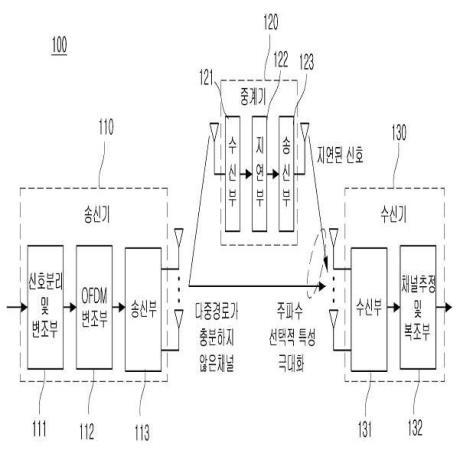 100
120
121
122
123
중계기
수신부
지연부
송신부
지연된 신호
110
송신기
신호분리
및
변조부
OFDM
변조부
송신부
111
112
113
다중경로가
충분하지
않은채널
주파수
선택적 특성
극대화
130
수신기
수신부
채널추정
및
복조부
131
132